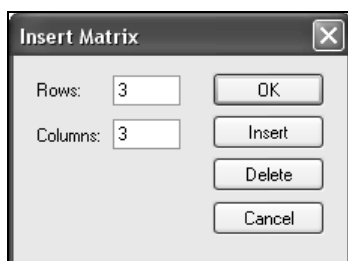 Insert Matrix
Rows: 3
Columns: 3
OK
Insert
Delete
Cancel